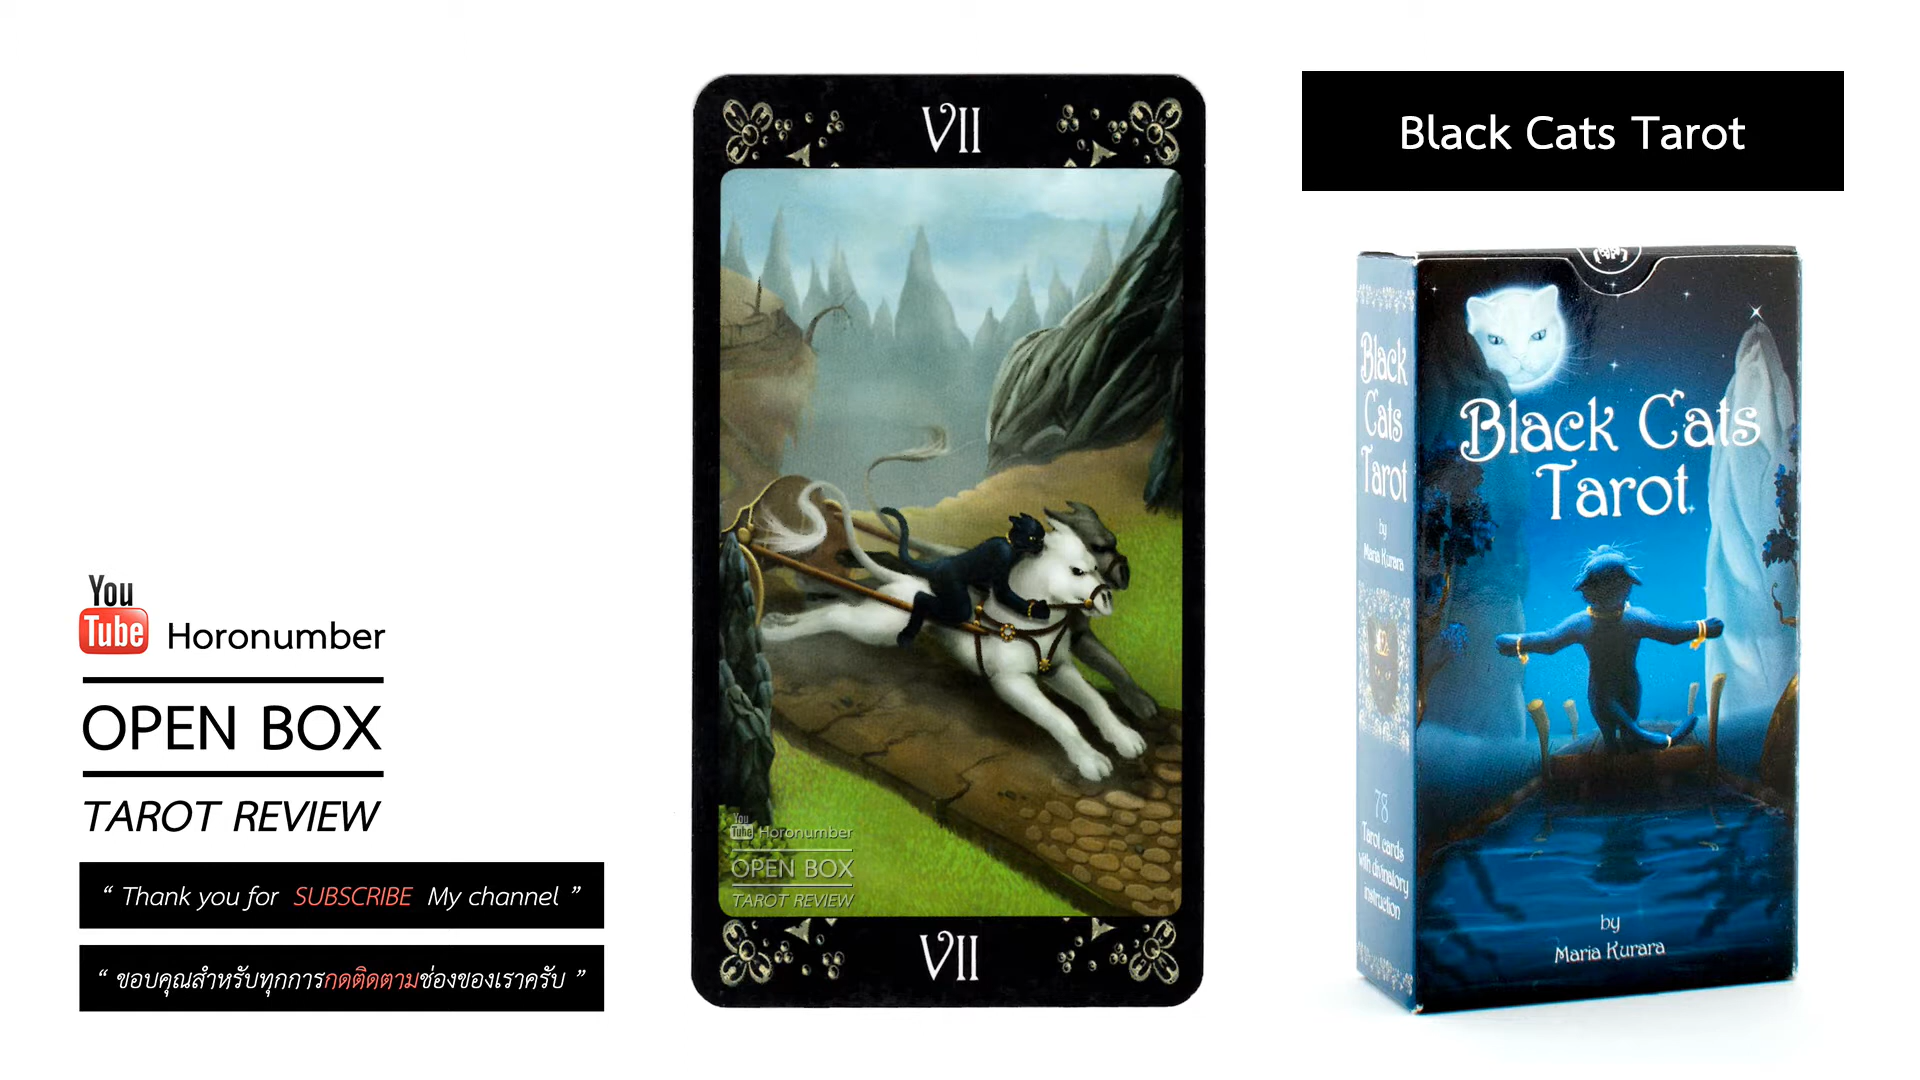 You
Tube Horonumber
OPEN BOX
TAROT REVIEW
“ Thank you for SUBSCRIBE My channel ”
“ ขอบคุณสำหรับทุกการกดติดตามช่องของเราครับ ”
VII
You
Tube Horonumber
OPEN BOX
TAROT REVIEW
VII
Black Cats Tarot
Black
Cats
Tarot
by
Maria Kurara
78
Tarot cards
with divinatory
instruction
Black Cats
Tarot
by
Maria Kurara